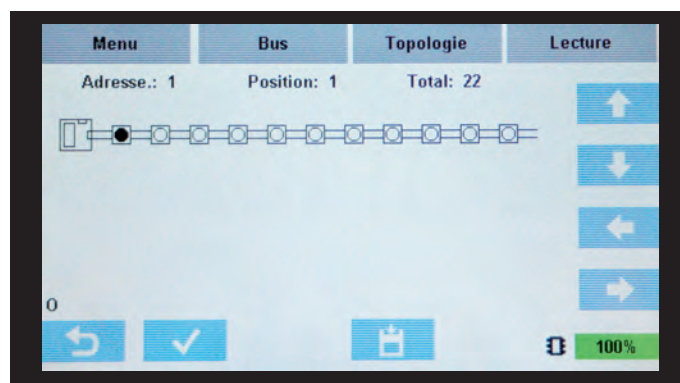 Menu Bus Topologie Lecture
Adresse.: 1 Position: 1 Total: 22
0
100%